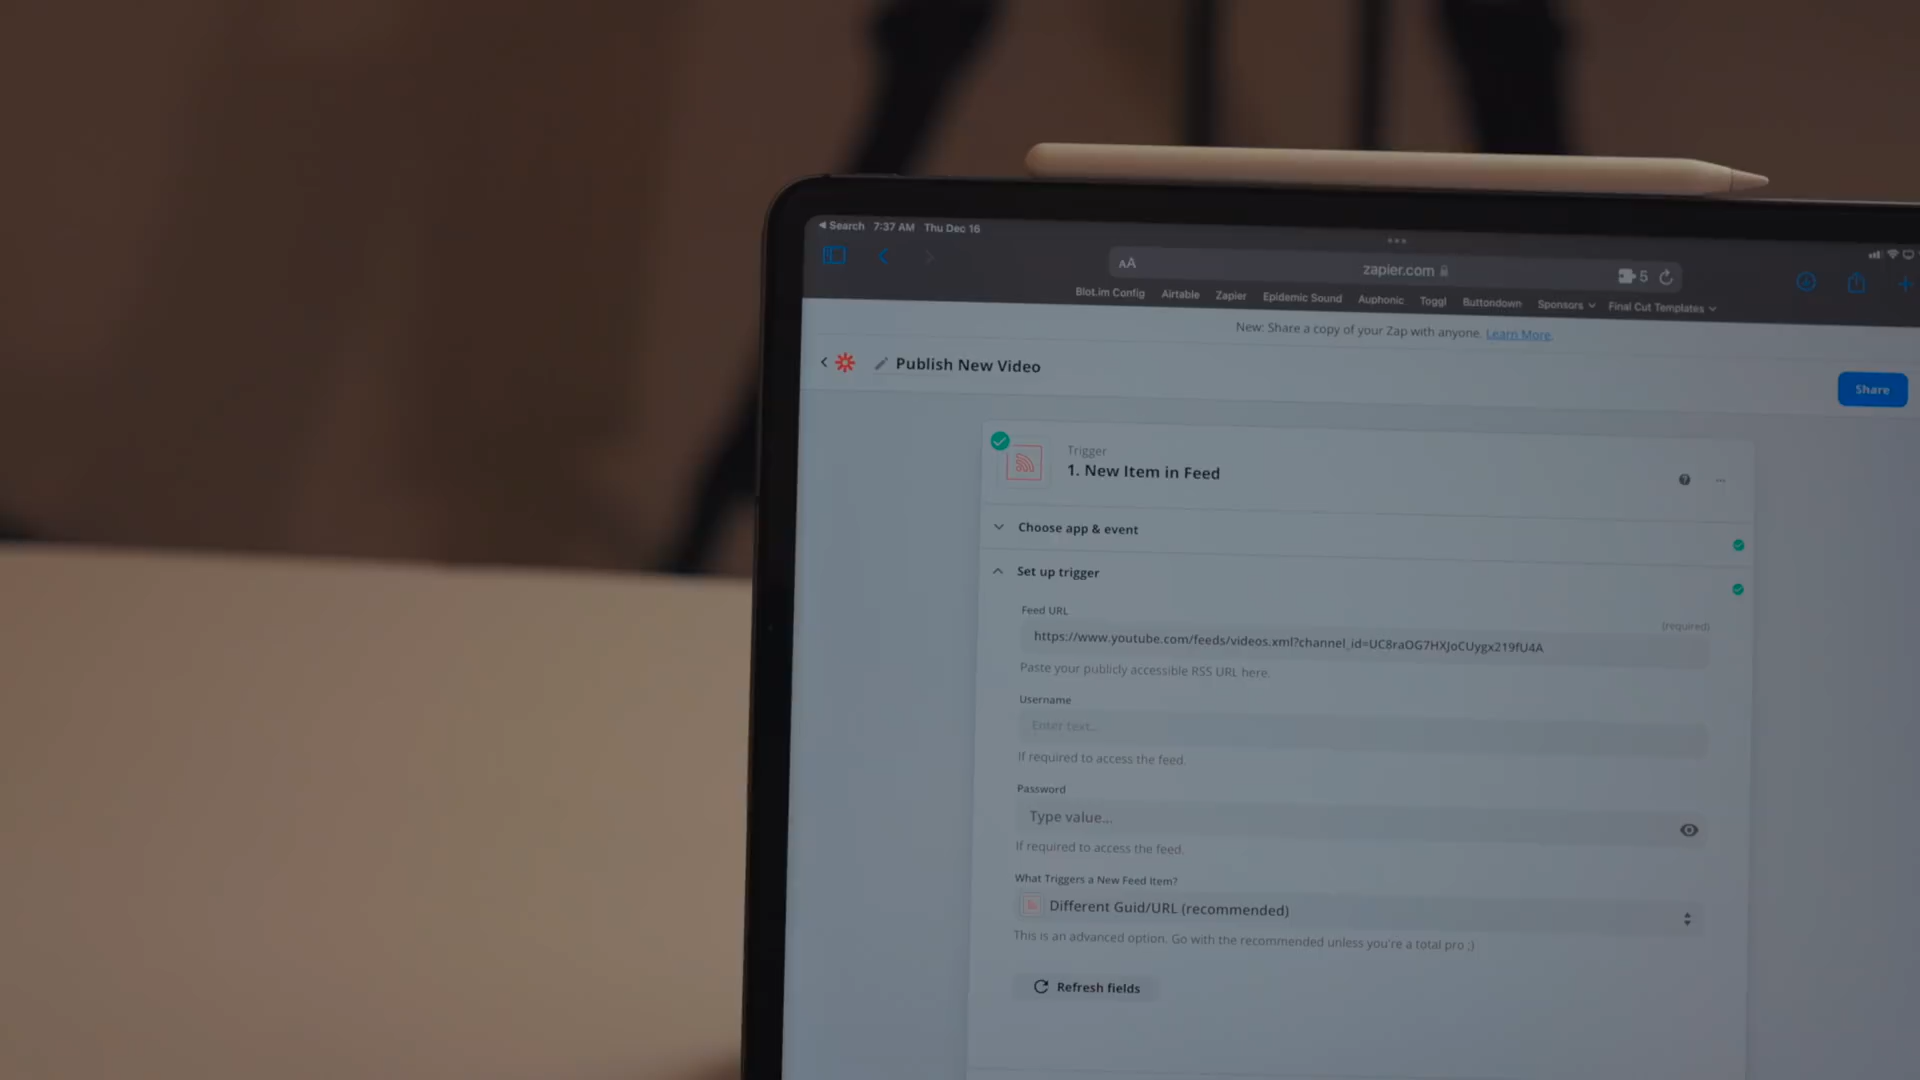 Search 7:37 AM Thu Dec 16
AA zapier.com 5
Blot.im Config Airtable Zapier Epidemic Sound Auphonic Toggl Buttondown Sponsors Final Cut Templates
New: Share a copy of your Zap with anyone. Learn More.
Publish New Video
Share
Trigger
1. New Item in Feed
Choose app & event
Set up trigger
Feed URL
(required)
https://www.youtube.com/feeds/videos.xml?channel_id=UC8raOG7HXJoCUygx219fU4A
Paste your publicly accessible RSS URL here.
Username
Enter text...
If required to access the feed.
Password
Type value...
If required to access the feed.
What Triggers a New Feed Item?
Different Guid/URL (recommended)
This is an advanced option. Go with the recommended unless you're a total pro ;)
Refresh fields